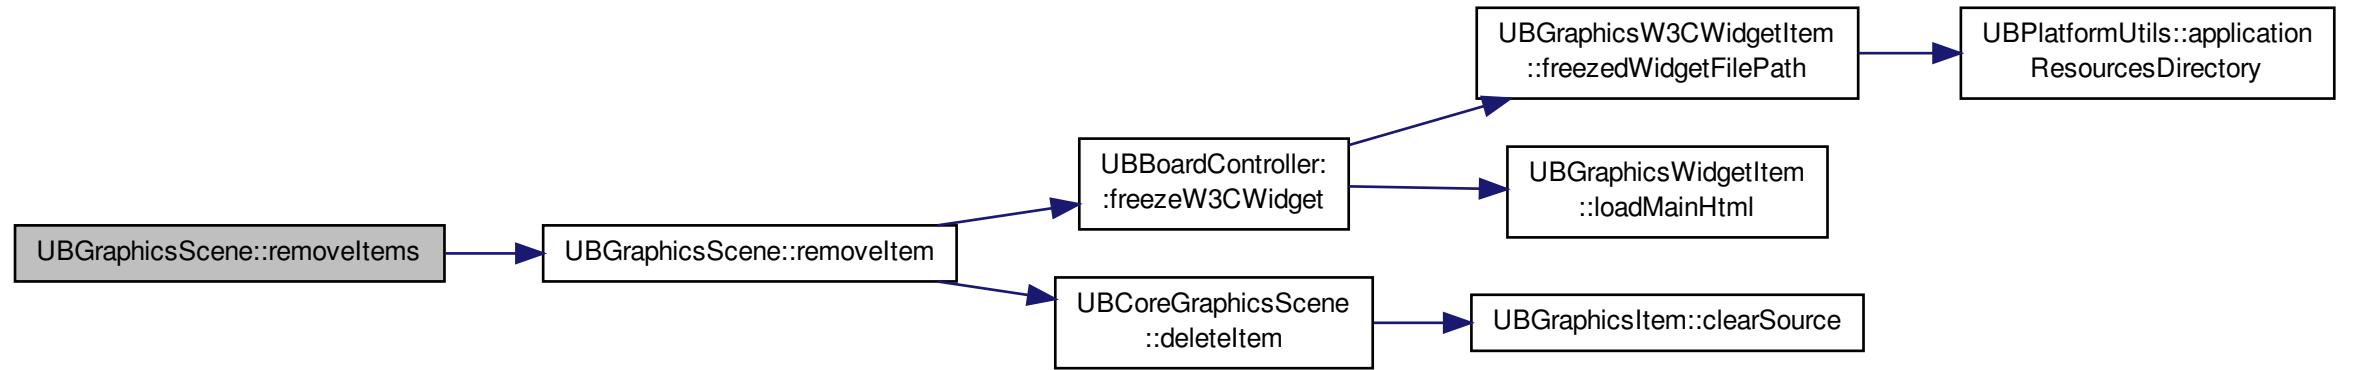 UBGraphicsScene::removeItems
UBGraphicsScene::removeItem
UBBoardController:
:freezeW3CWidget
UBGraphicsW3CWidgetItem
::freezedWidgetFilePath
UBPlatformUtils::application
ResourcesDirectory
UBGraphicsWidgetItem
::loadMainHtml
UBCoreGraphicsScene
::deleteItem
UBGraphicsItem::clearSource